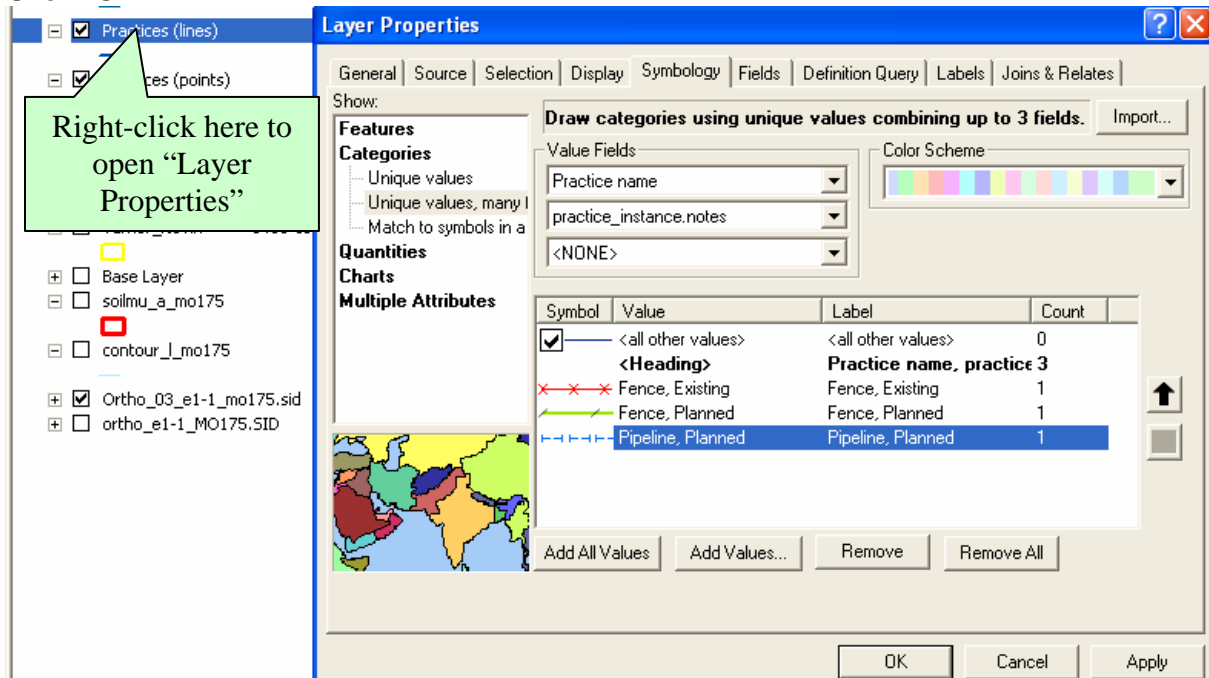 Practices (lines)
ces (points)
Right-click here to
open “Layer
Properties”
Base Layer
soilmu_a_mo175
contour_l_mo175
Ortho_03_e1-1_mo175.sid
ortho_e1-1_MO175.SID
Layer Properties
General Source Selection Display Symbology Fields Definition Query Labels Joins & Relates
Show:
Features
Categories
Unique values
Unique values, many
Match to symbols in a
Quantities
Charts
Multiple Attributes
Draw categories using unique values combining up to 3 fields.
Import...
Value Fields
Practice name
practice_instance.notes
<NONE>
Color Scheme
Symbol Value Label Count
<all other values> <all other values> 0
<Heading> Practice name, practice 3
Fence, Existing Fence, Existing 1
Fence, Planned Fence, Planned 1
Pipeline, Planned Pipeline, Planned 1
Add All Values Add Values... Remove Remove All
OK Cancel Apply